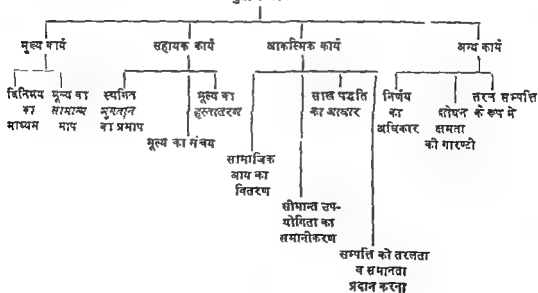 मुख्य कार्य
सहायक कार्य
आकस्मिक कार्य
अन्य कार्य
विनिमय
का
माध्यम
मूल्य का
सामान्य
माप
स्थगित
भुगतान
का प्रमाप
मूल्य का संचय
मूल्य का
हस्तांतरण
सामाजिक
आय का
वितरण
सीमान्त उप-
योगिता का
समानीकरण
साख पद्धति
का आधार
सम्पत्ति को तरलता
व समानता
प्रदान करना
निर्णय
का
अधिकार
शोधन
क्षमता
की गारण्टी
तरल सम्पत्ति
के रूप मे